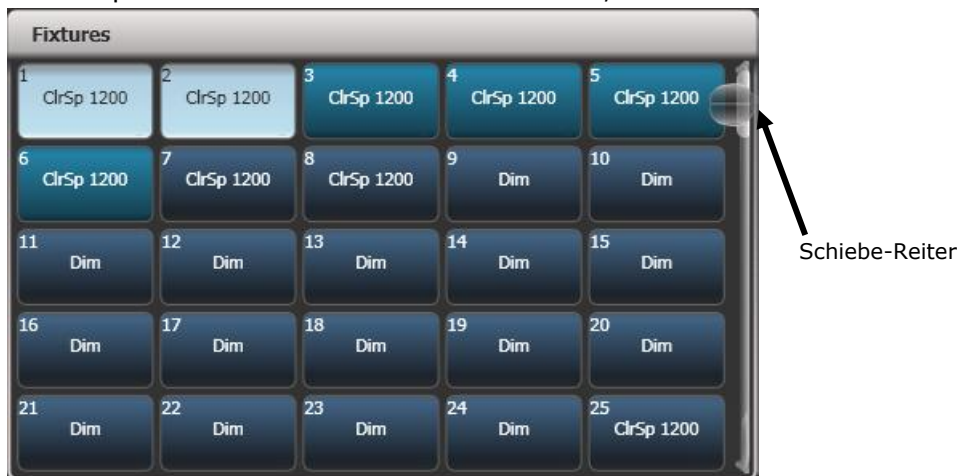 Fixtures
1 ClrSp 1200
2 ClrSp 1200
3 ClrSp 1200
4 ClrSp 1200
5 ClrSp 1200
6 ClrSp 1200
7 ClrSp 1200
8 ClrSp 1200
9 Dim
10 Dim
11 Dim
12 Dim
13 Dim
14 Dim
15 Dim
Schiebe-Reiter
16 Dim
17 Dim
18 Dim
19 Dim
20 Dim
21 Dim
22 Dim
23 Dim
24 Dim
25 ClrSp 1200